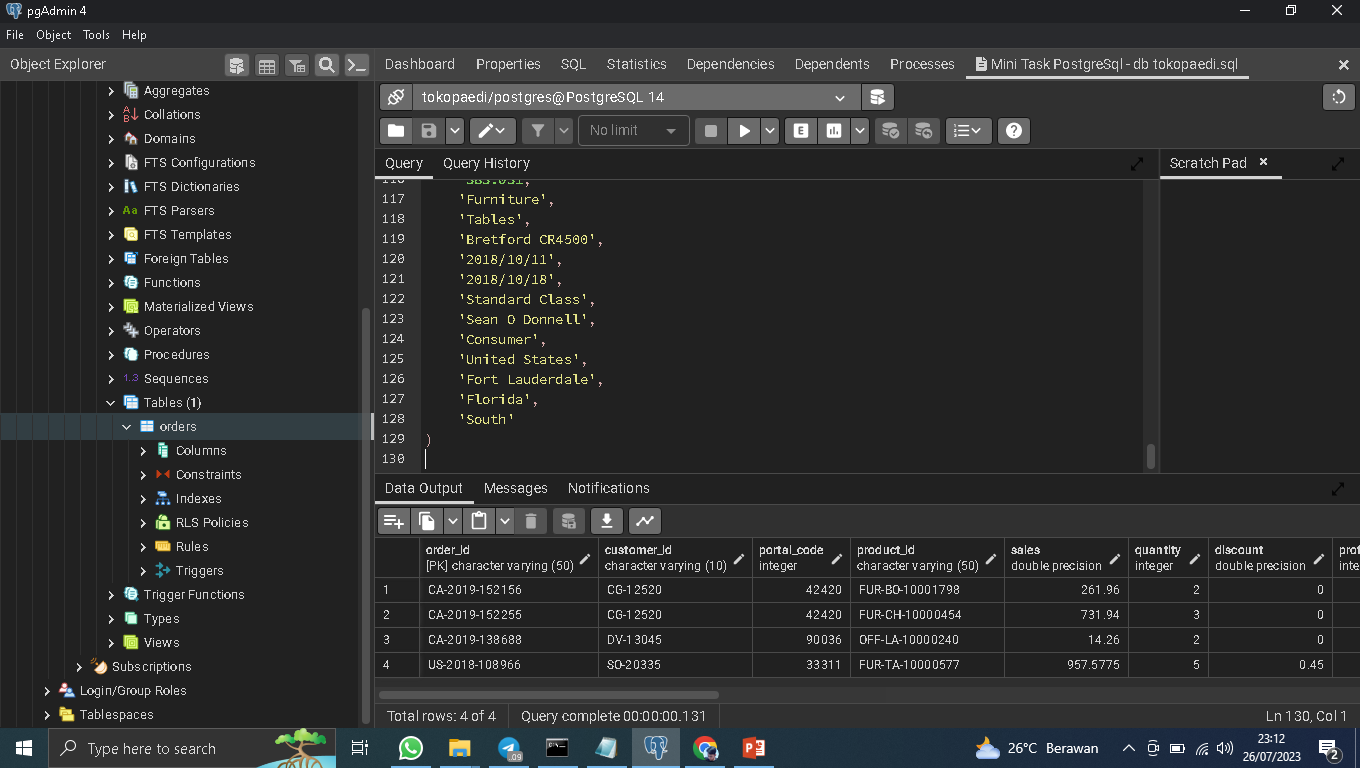 pgAdmin 4
File Object Tools Help
Object Explorer
Dashboard Properties SQL Statistics Dependencies Dependents Processes Mini Task PostgreSql - db tokopaedi.sql
Aggregates
Collations
Domains
FTS Configurations
FTS Dictionaries
Aa FTS Parsers
FTS Templates
Foreign Tables
Functions
Materialized Views
Operators
Procedures
1.3 Sequences
Tables (1)
orders
Columns
Constraints
Indexes
RLS Policies
Rules
Triggers
Trigger Functions
Types
Views
Subscriptions
Login/Group Roles
Tablespaces
tokopaedi/postgres@PostgreSQL 14
No limit
E
Query Query History
Scratch Pad
117 'Furniture',
118 'Tables',
119 'Bretford CR4500',
120 '2018/10/11',
121 '2018/10/18',
122 'Standard Class',
123 'Sean O Donnell',
124 'Consumer',
125 'United States',
126 'Fort Lauderdale',
127 'Florida',
128 'South'
129 )
130
Data Output Messages Notifications
order_id customer_id portal_code product_id sales quantity discount
[PK] character varying (50) character varying (10) integer character varying (50) double precision integer double precision
1 CA-2019-152156 CG-12520 42420 FUR-BO-10001798 261.96 2 0
2 CA-2019-152255 CG-12520 42420 FUR-CH-10000454 731.94 3 0
3 CA-2019-138688 DV-13045 90036 OFF-LA-10000240 14.26 2 0
4 US-2018-108966 SO-20335 33311 FUR-TA-10000577 957.5775 5 0.45
Total rows: 4 of 4 Query complete 00:00:00.131 Ln 130, Col 1
Type here to search
26°C Berawan
23:12
26/07/2023
2